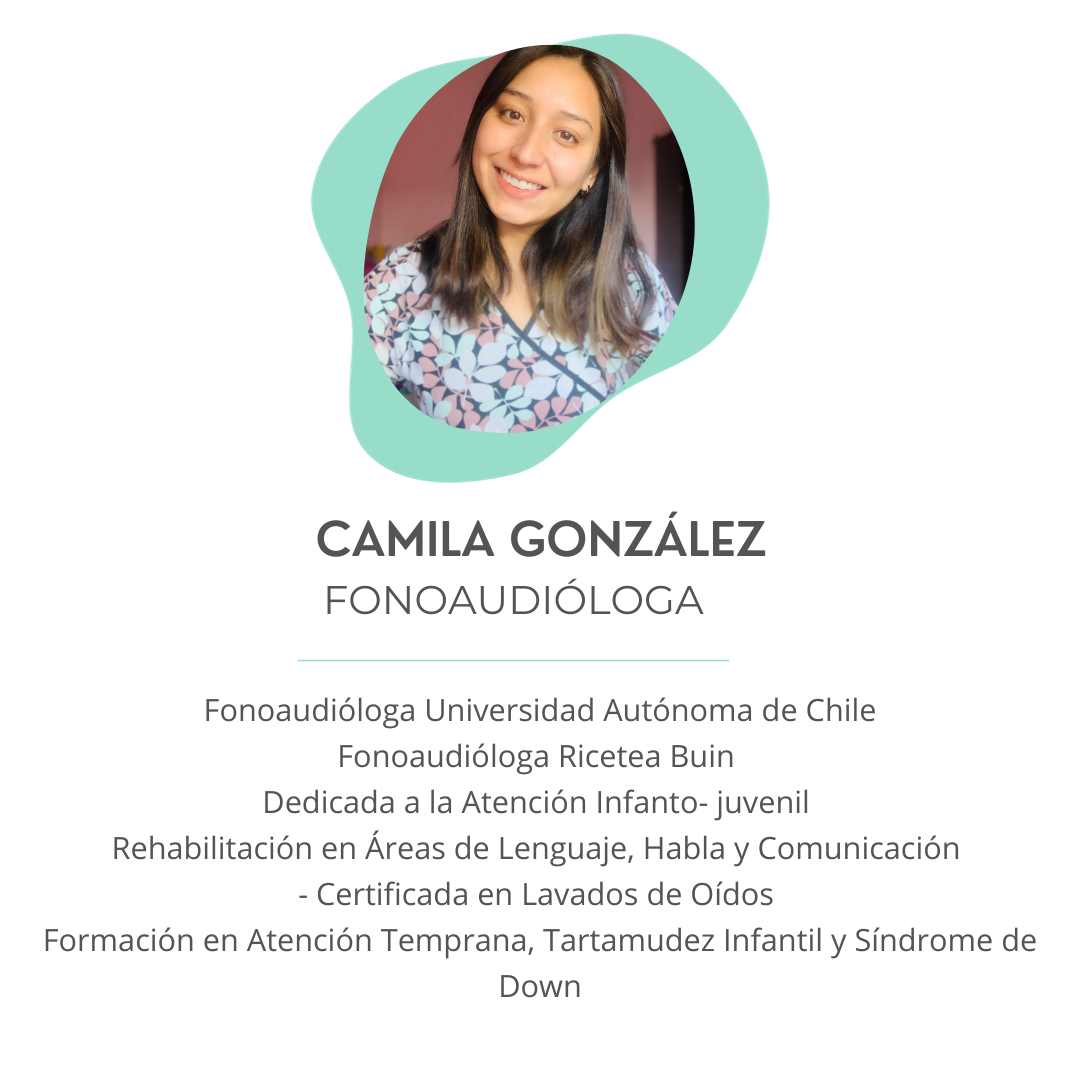 CAMILA GONZÁLEZ
FONOAUDIÓLOGA
Fonoaudióloga Universidad Autónoma de Chile
Fonoaudióloga Ricetea Buin
Dedicada a la Atención Infanto- juvenil
Rehabilitación en Áreas de Lenguaje, Habla y Comunicación
- Certificada en Lavados de Oídos
Formación en Atención Temprana, Tartamudez Infantil y Síndrome de
Down